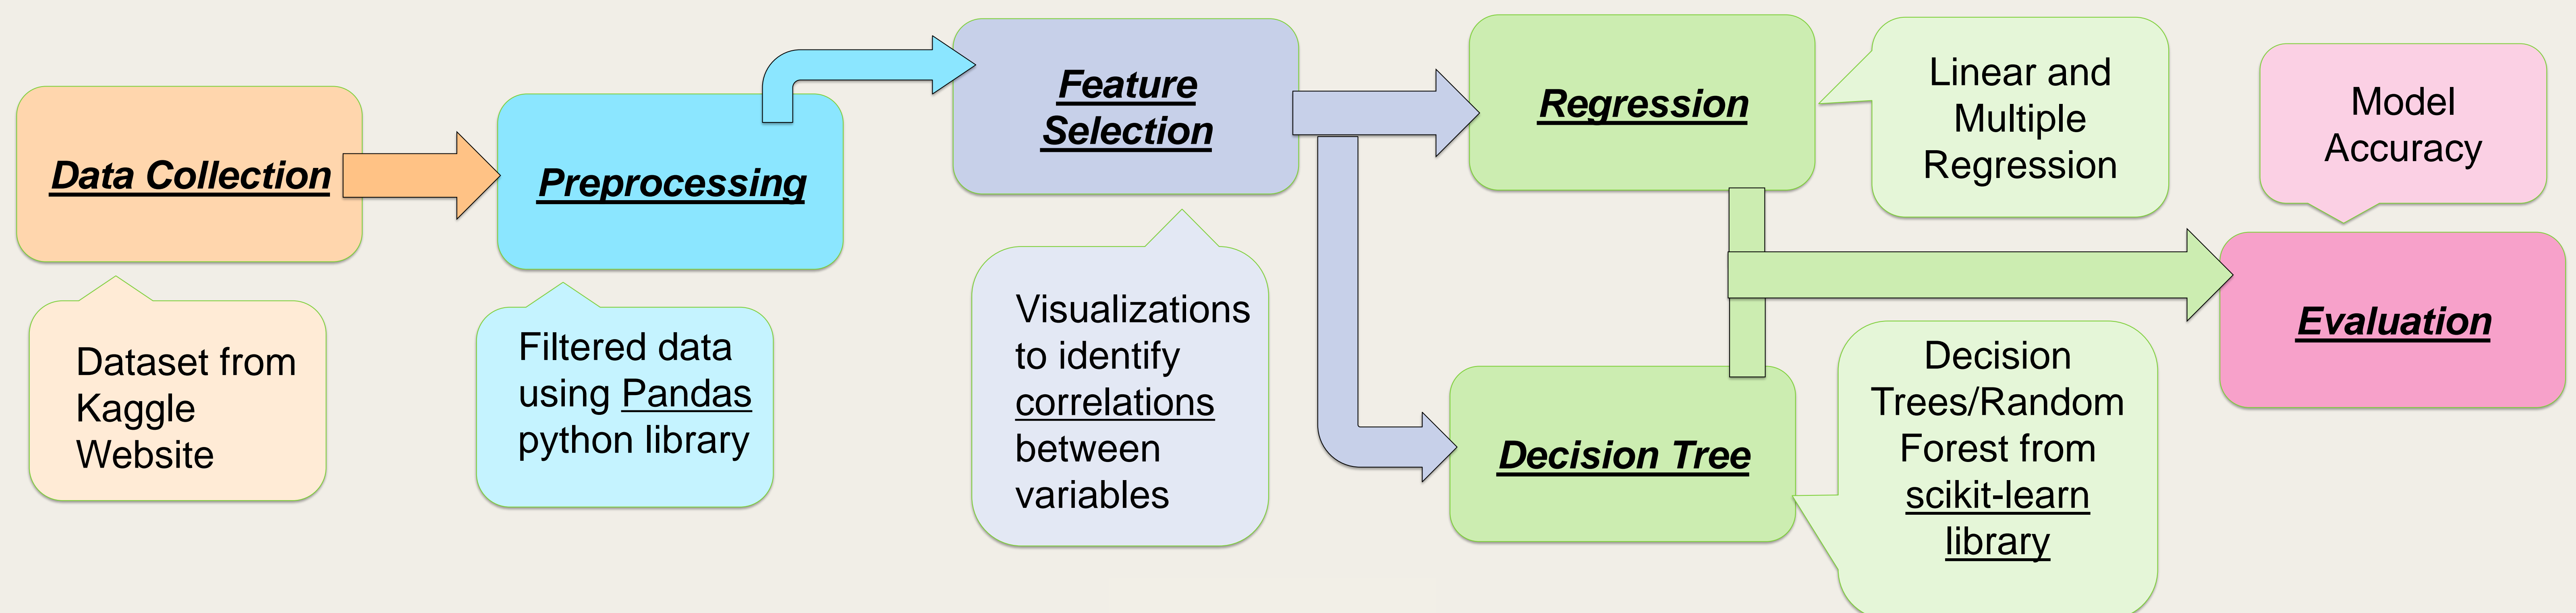 Data Collection
Dataset from
Kaggle
Website
Preprocessing
Filtered data
using Pandas
python library
Feature
Selection
Visualizations
to identify
correlations
between
variables
Regression
Linear and
Multiple
Regression
Decision Tree
Decision
Trees/Random
Forest from
scikit-learn
library
Model
Accuracy
Evaluation